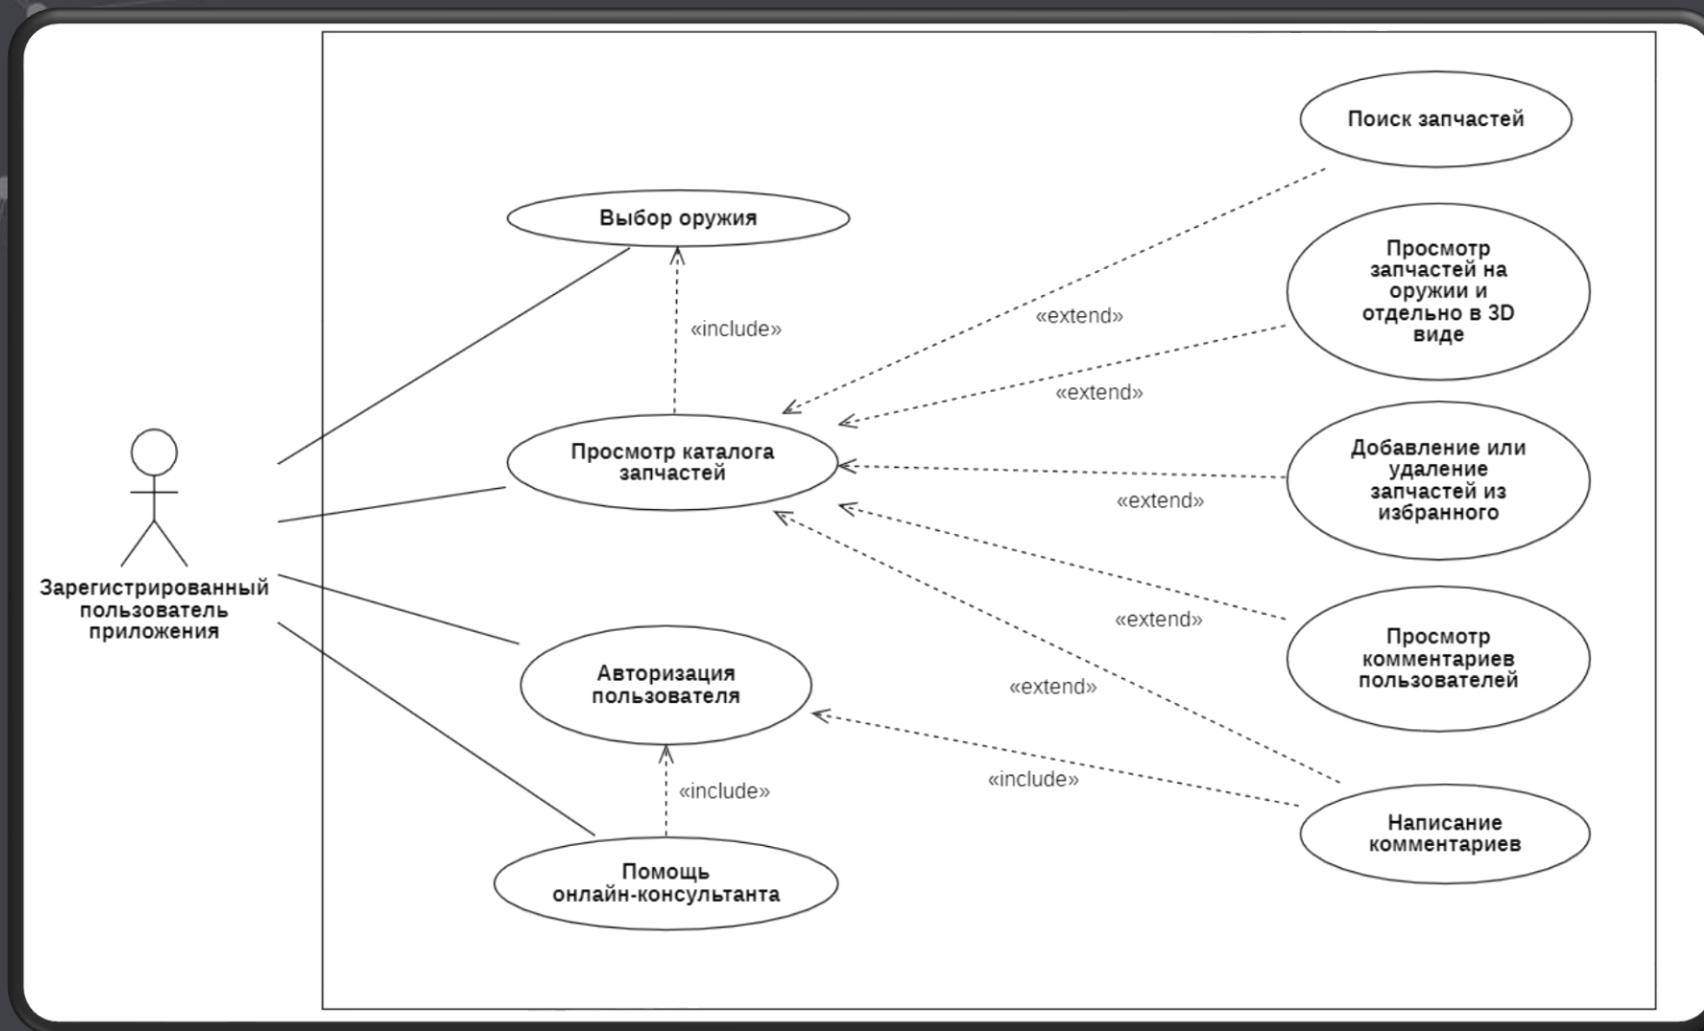 Поиск запчастей
Выбор оружия
Просмотр
запчастей на
оружии и
отдельно в 3D
виде
«extend»
«include»
«extend»
Просмотр каталога
запчастей
Добавление или
удаление
запчастей из
избранного
«extend»
Зарегистрированный
пользователь
приложения
«extend»
Просмотр
комментариев
пользователей
Авторизация
пользователя
«extend»
«include»
«include»
Написание
комментариев
Помощь
онлайн-консультанта